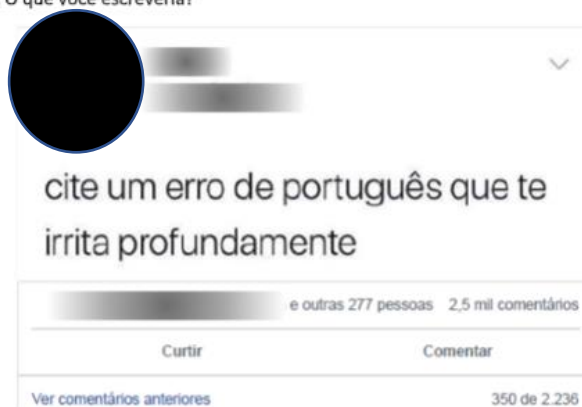 O que você escreveria?
cite um erro de português que te
irrita profundamente
e outras 277 pessoas 2,5 mil comentários
Curtir Comentar
Ver comentários anteriores 350 de 2.236